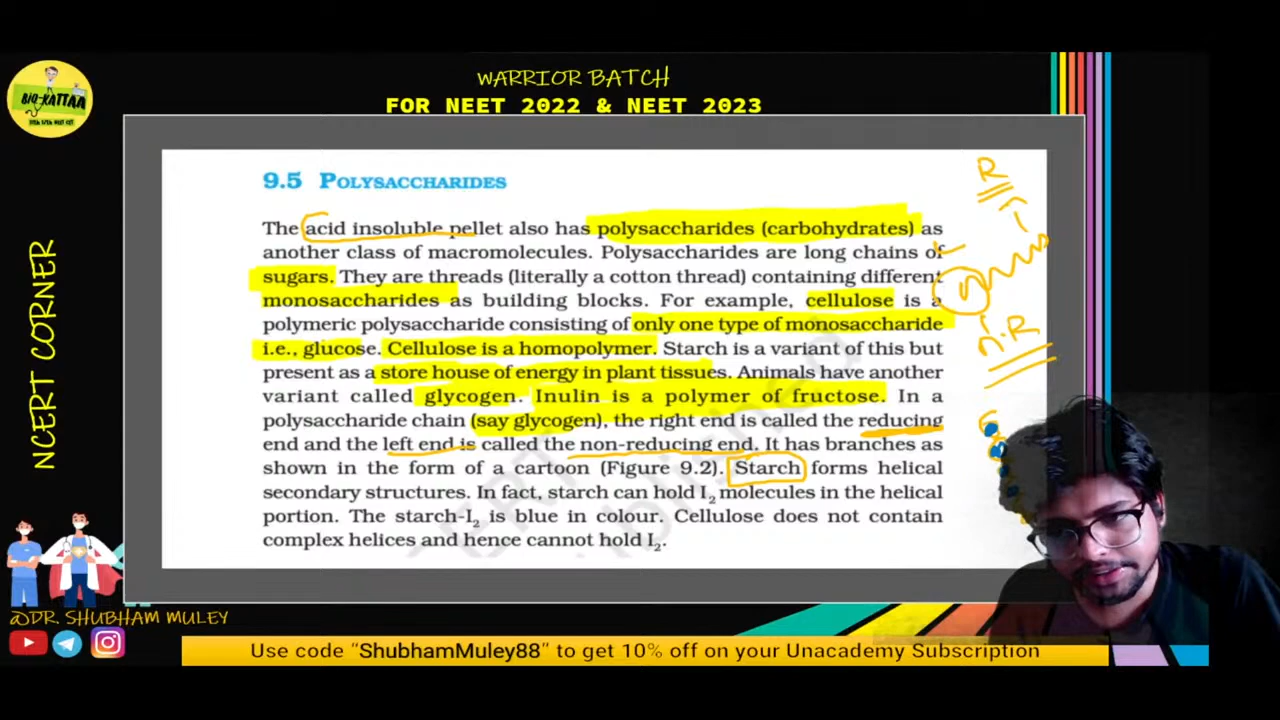 WARRIOR BATCH
FOR NEET 2022 & NEET 2023
BIO-KATTAA
NCERT CORNER
9.5 POLYSACCHARIDES
The acid insoluble pellet also has polysaccharides (carbohydrates) as
another class of macromolecules. Polysaccharides are long chains of
sugars. They are threads (literally a cotton thread) containing different
monosaccharides as building blocks. For example, cellulose is a
polymeric polysaccharide consisting of only one type of monosaccharide
i.e., glucose. Cellulose is a homopolymer. Starch is a variant of this but
present as a store house of energy in plant tissues. Animals have another
variant called glycogen. Inulin is a polymer of fructose. In a
polysaccharide chain (say glycogen), the right end is called the reducing
end and the left end is called the non-reducing end. It has branches as
shown in the form of a cartoon (Figure 9.2). Starch forms helical
secondary structures. In fact, starch can hold I₂ molecules in the helical
portion. The starch-I₂ is blue in colour. Cellulose does not contain
complex helices and hence cannot hold I₂.
R
n.R
@DR. SHUBHAM MULEY
Use code "ShubhamMuley88" to get 10% off on your Unacademy Subscription